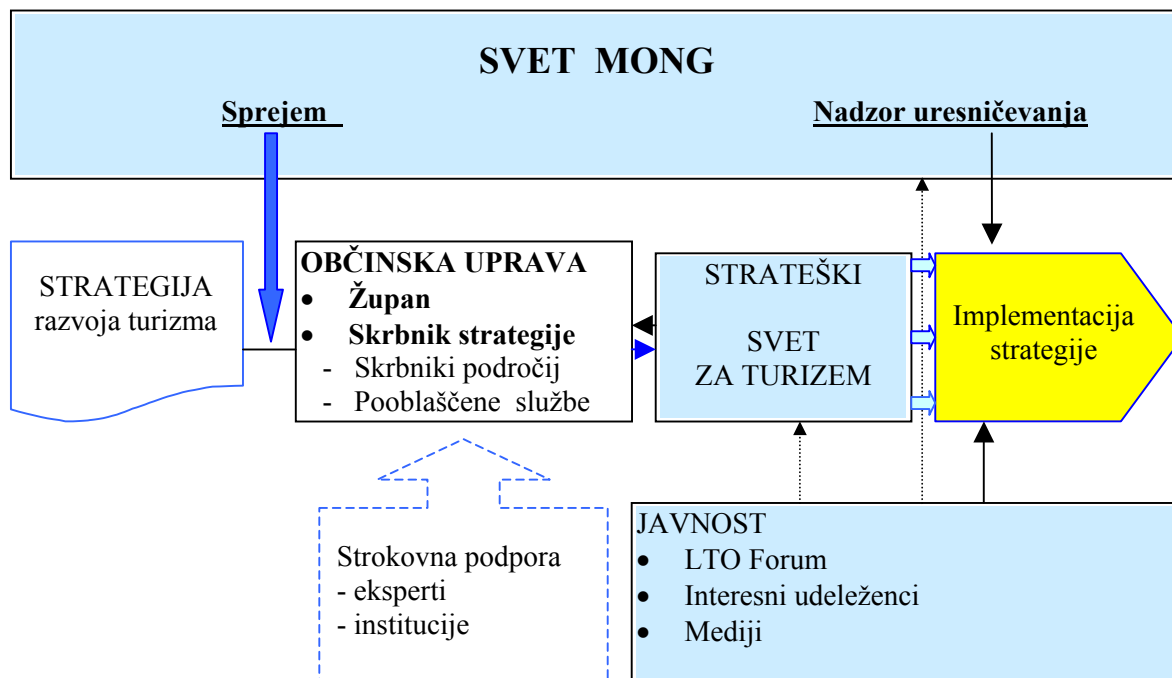 SVET MONG
Sprejem
Nadzor uresničevanja
STRATEGIJA
razvoja turizma
OBČINSKA UPRAVA
• Župan
• Skrbnik strategije
- Skrbniki področij
- Pooblaščene službe
STRATEŠKI
SVET
ZA TURIZEM
Implementacija
strategije
Strokovna podpora
- eksperti
- institucije
JAVNOST
• LTO Forum
• Interesni udeleženci
• Mediji